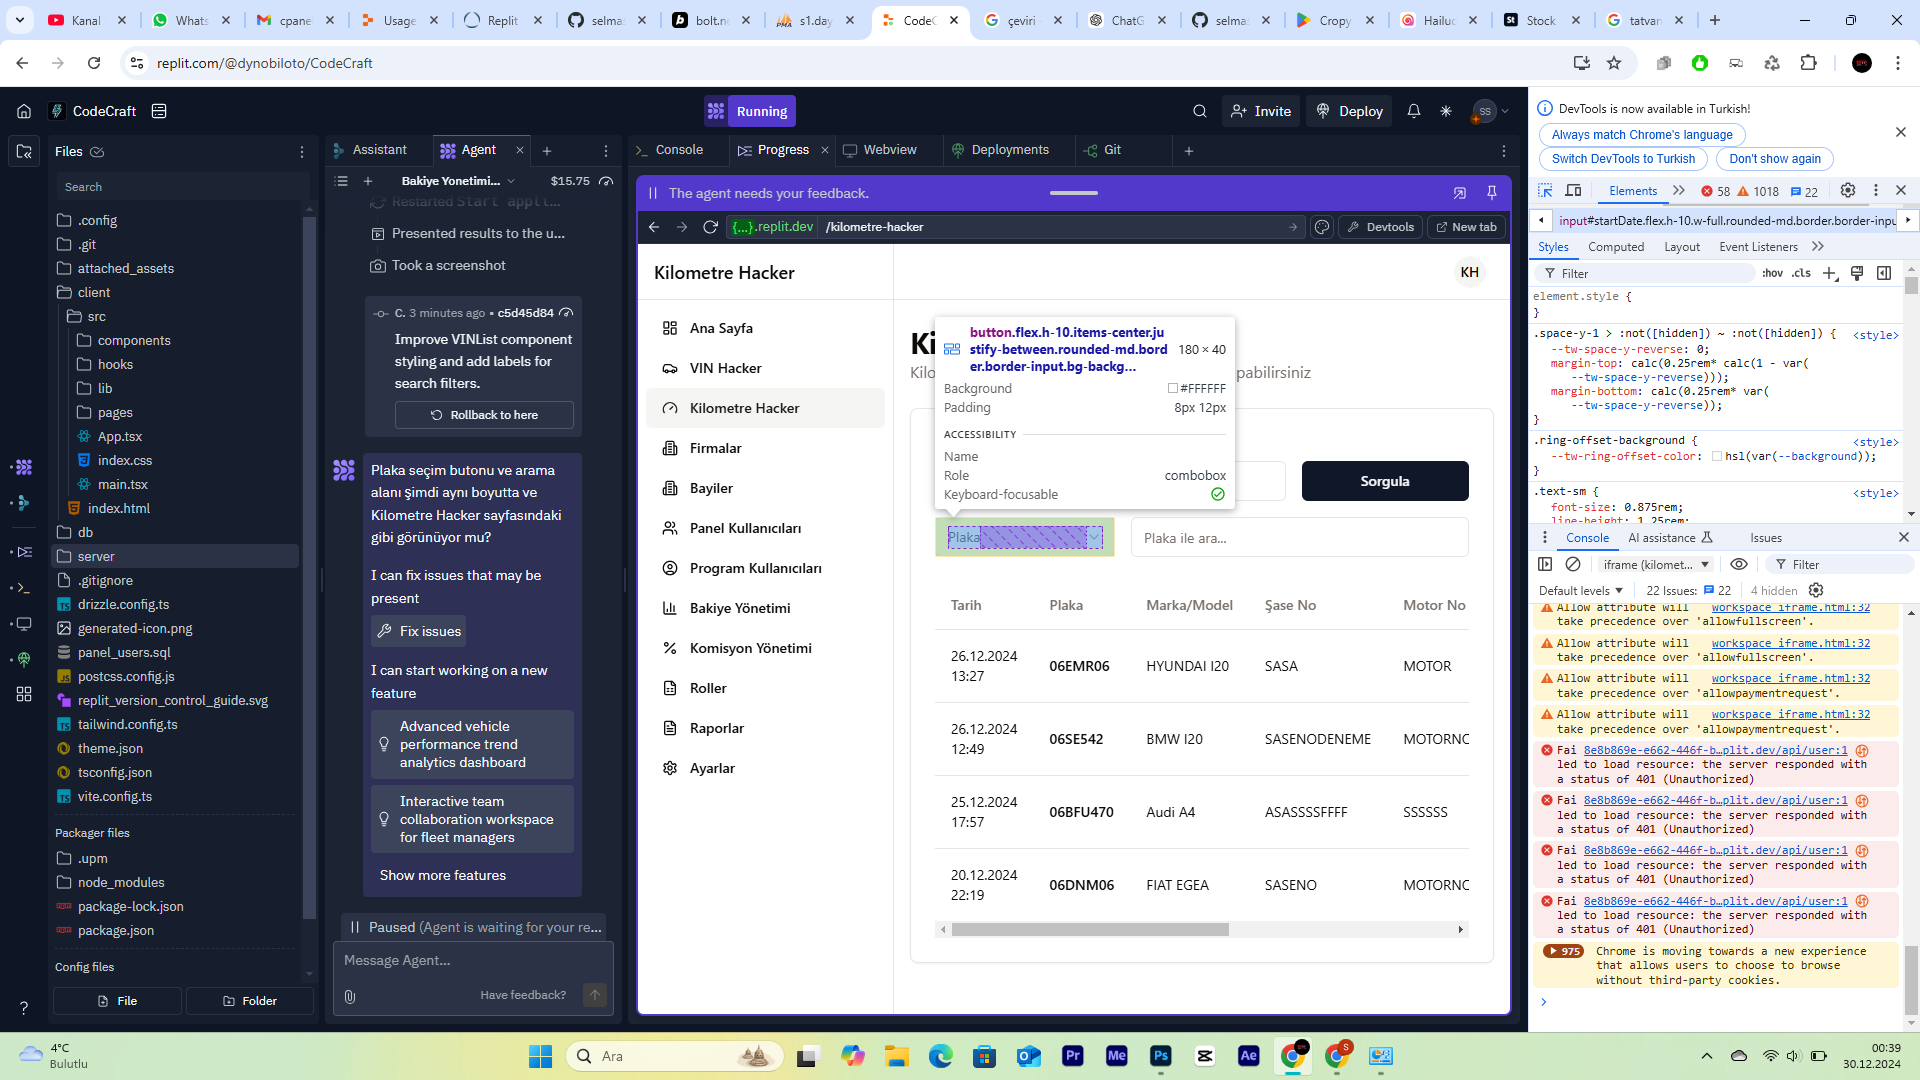 Kanal
Whats
cpanel
Usage
Replit
selmas
bolt.ne
s1.day
CodeC
çeviri -
ChatG
selmas
Cropy
Hailuo
Stock
tatvan
replit.com/@dynobiloto/CodeCraft
CodeCraft
Running
Invite
Deploy
SS
Files
Search
.config
.git
attached_assets
client
src
components
hooks
lib
pages
App.tsx
index.css
main.tsx
index.html
db
server
.gitignore
drizzle.config.ts
generated-icon.png
panel_users.sql
postcss.config.js
replit_version_control_guide.svg
tailwind.config.ts
theme.json
tsconfig.json
vite.config.ts
Packager files
.upm
node_modules
package-lock.json
package.json
Config files
File
Folder
Assistant
Agent
Bakiye Yonetimi...
$15.75
Restarted Start appl...
Presented results to the u...
Took a screenshot
C. 3 minutes ago • c5d45d84
Improve VINList component
styling and add labels for
search filters.
Rollback to here
Plaka seçim butonu ve arama
alanı şimdi aynı boyutta ve
Kilometre Hacker sayfasındaki
gibi görünüyor mu?
I can fix issues that may be
present
Fix issues
I can start working on a new
feature
Advanced vehicle
performance trend
analytics dashboard
Interactive team
collaboration workspace
for fleet managers
Show more features
Paused (Agent is waiting for your re...
Message Agent...
Have feedback?
Console
Progress
Webview
Deployments
Git
The agent needs your feedback.
{...}.replit.dev
/kilometre-hacker
Devtools
New tab
Kilometre Hacker
KH
Ana Sayfa
VIN Hacker
Kilometre Hacker
Firmalar
Bayiler
Panel Kullanıcıları
Program Kullanıcıları
Bakiye Yönetimi
Komisyon Yönetimi
Roller
Raporlar
Ayarlar
Ki
Kilo
pabilirsiniz
button.flex.h-10.items-center.ju
stify-between.rounded-md.bord
er.border-input.bg-backg...
180 × 40
Background #FFFFFF
Padding 8px 12px
ACCESSIBILITY
Name
Role combobox
Keyboard-focusable
Sorgula
Plaka
Plaka ile ara...
Tarih Plaka Marka/Model Şase No Motor No
26.12.2024
13:27
06EMR06 HYUNDAI I20 SASA MOTOR
26.12.2024
12:49
06SE542 BMW I20 SASENODENEME MOTORNO
25.12.2024
17:57
06BFU470 Audi A4 ASASSSSFFFF SSSSSS
20.12.2024
22:19
06DNM06 FIAT EGEA SASENO MOTORNO
DevTools is now available in Turkish!
Always match Chrome's language
Switch DevTools to Turkish
Don't show again
Elements
58
1018
22
input#startDate.flex.h-10.w-full.rounded-md.border.border-inpu
Styles
Computed
Layout
Event Listeners
Filter
:hov
.cls
element.style {
}
.space-y-1 > :not([hidden]) ~ :not([hidden]) { <style>
--tw-space-y-reverse: 0;
margin-top: calc(0.25rem* calc(1 - var(
--tw-space-y-reverse)));
margin-bottom: calc(0.25rem* var(
--tw-space-y-reverse));
}
.ring-offset-background { <style>
--tw-ring-offset-color: hsl(var(--background));
}
.text-sm { <style>
font-size: 0.875rem;
line-height: 1.25rem;
Console
AI assistance
Issues
iframe (kilomet...
Filter
Default levels
22 Issues: 22
4 hidden
Allow attribute will workspace_iframe.html:32
take precedence over 'allowfullscreen'.
Allow attribute will workspace_iframe.html:32
take precedence over 'allowfullscreen'.
Allow attribute will workspace_iframe.html:32
take precedence over 'allowpaymentrequest'.
Allow attribute will workspace_iframe.html:32
take precedence over 'allowpaymentrequest'.
Fai 8e8b869e-e662-446f-b…plit.dev/api/user:1
led to load resource: the server responded with
a status of 401 (Unauthorized)
Fai 8e8b869e-e662-446f-b…plit.dev/api/user:1
led to load resource: the server responded with
a status of 401 (Unauthorized)
Fai 8e8b869e-e662-446f-b…plit.dev/api/user:1
led to load resource: the server responded with
a status of 401 (Unauthorized)
Fai 8e8b869e-e662-446f-b…plit.dev/api/user:1
led to load resource: the server responded with
a status of 401 (Unauthorized)
975 Chrome is moving towards a new experience
that allows users to choose to browse
without third-party cookies.
4°C
Bulutlu
Ara
Pr
Me
Ps
Ae
S
00:39
30.12.2024